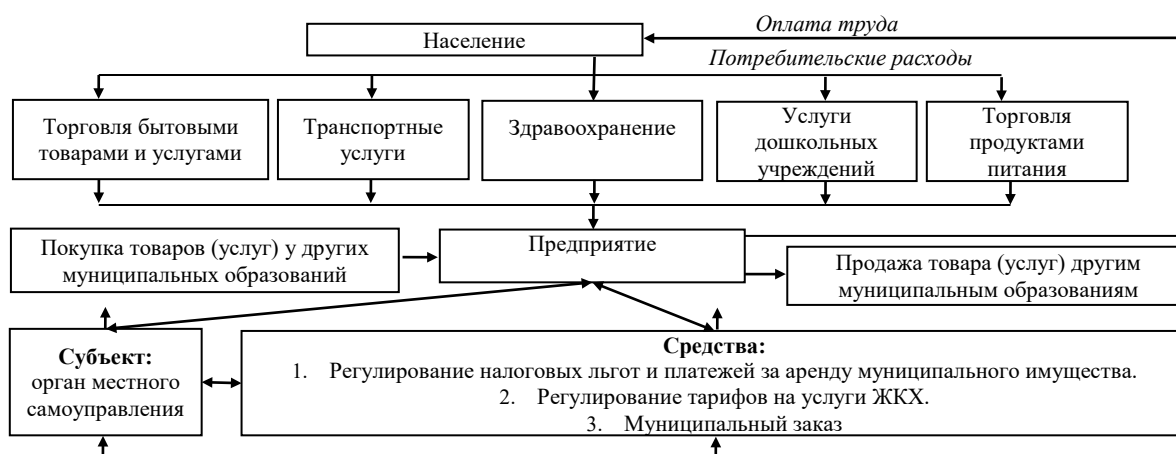 Оплата труда
Население
Потребительские расходы
Торговля бытовыми
товарами и услугами
Транспортные
услуги
Здравоохранение
Услуги
дошкольных
учреждений
Торговля
продуктами
питания
Покупка товаров (услуг) у других
муниципальных образований
Предприятие
Продажа товара (услуг) другим
муниципальным образованиям
Субъект:
орган местного
самоуправления
Средства:
1. Регулирование налоговых льгот и платежей за аренду муниципального имущества.
2. Регулирование тарифов на услуги ЖКХ.
3. Муниципальный заказ